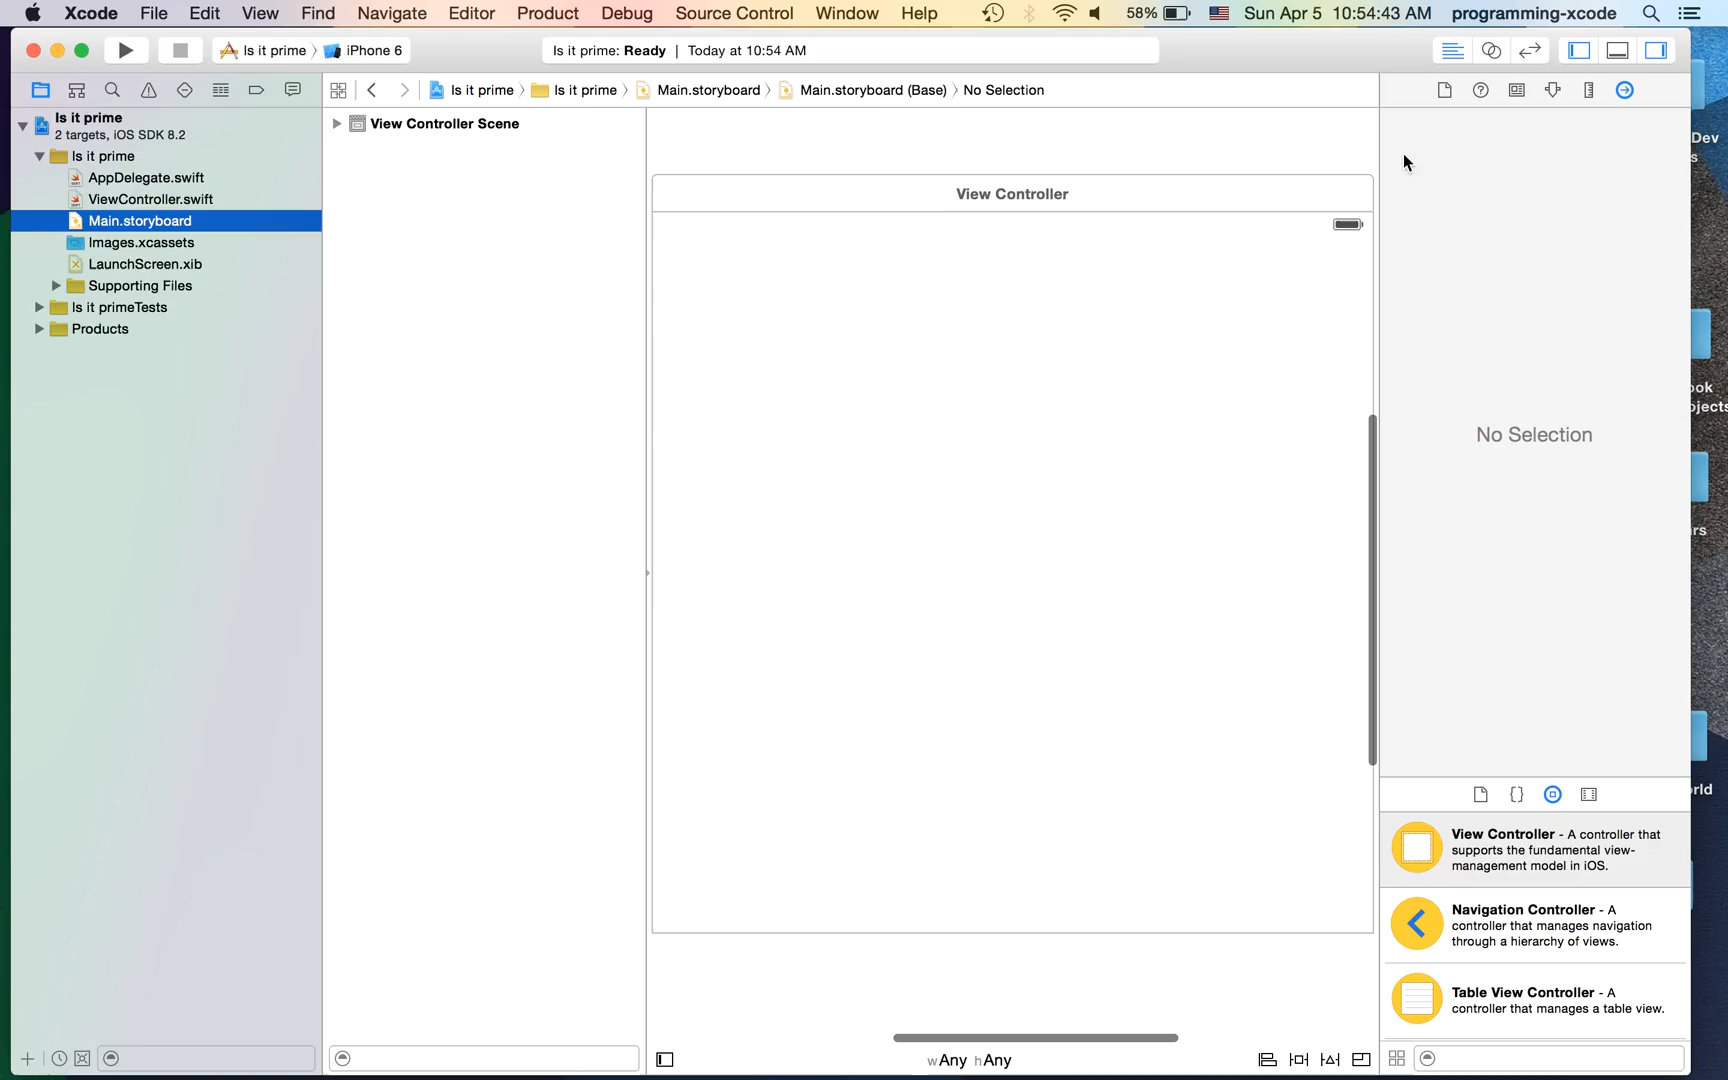 Xcode File Edit View Find Navigate Editor Product Debug Source Control Window Help 58% Sun Apr 5 10:54:43 AM programming-xcode
Is it prime › iPhone 6
Is it prime: Ready | Today at 10:54 AM
Is it prime › Is it prime › Main.storyboard › Main.storyboard (Base) › No Selection
Is it prime
2 targets, iOS SDK 8.2
Is it prime
AppDelegate.swift
ViewController.swift
Main.storyboard
Images.xcassets
LaunchScreen.xib
Supporting Files
Is it primeTests
Products
View Controller Scene
View Controller
No Selection
View Controller - A controller that
supports the fundamental view-
management model in iOS.
Navigation Controller - A
controller that manages navigation
through a hierarchy of views.
Table View Controller - A
controller that manages a table view.
wAny hAny
Dev